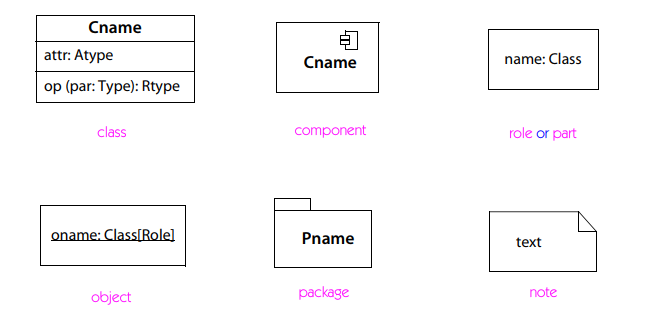 Cname
attr: Atype
op (par: Type): Rtype
class
Cname
component
name: Class
role or part
oname: Class[Role]
object
Pname
package
text
note